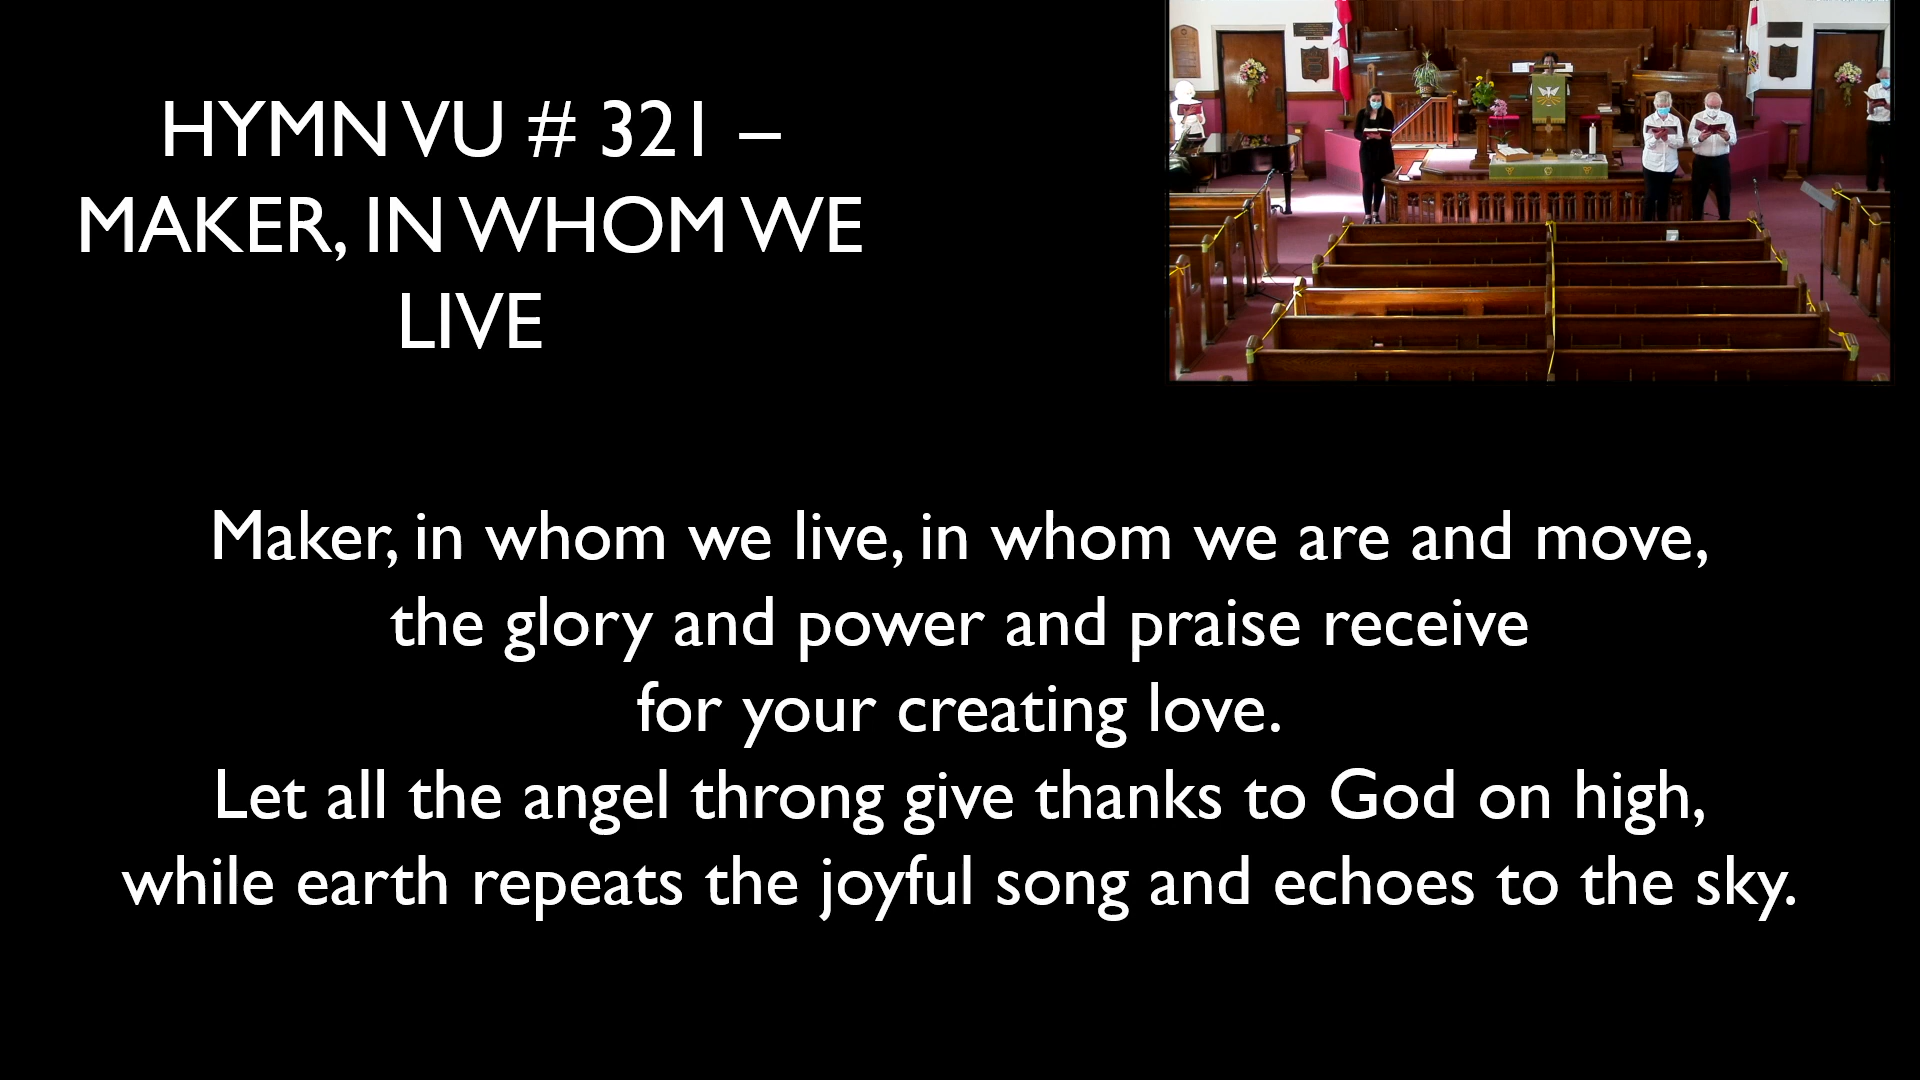 HYMN VU # 321 –
MAKER, IN WHOM WE
LIVE
Maker, in whom we live, in whom we are and move,
the glory and power and praise receive
for your creating love.
Let all the angel throng give thanks to God on high,
while earth repeats the joyful song and echoes to the sky.